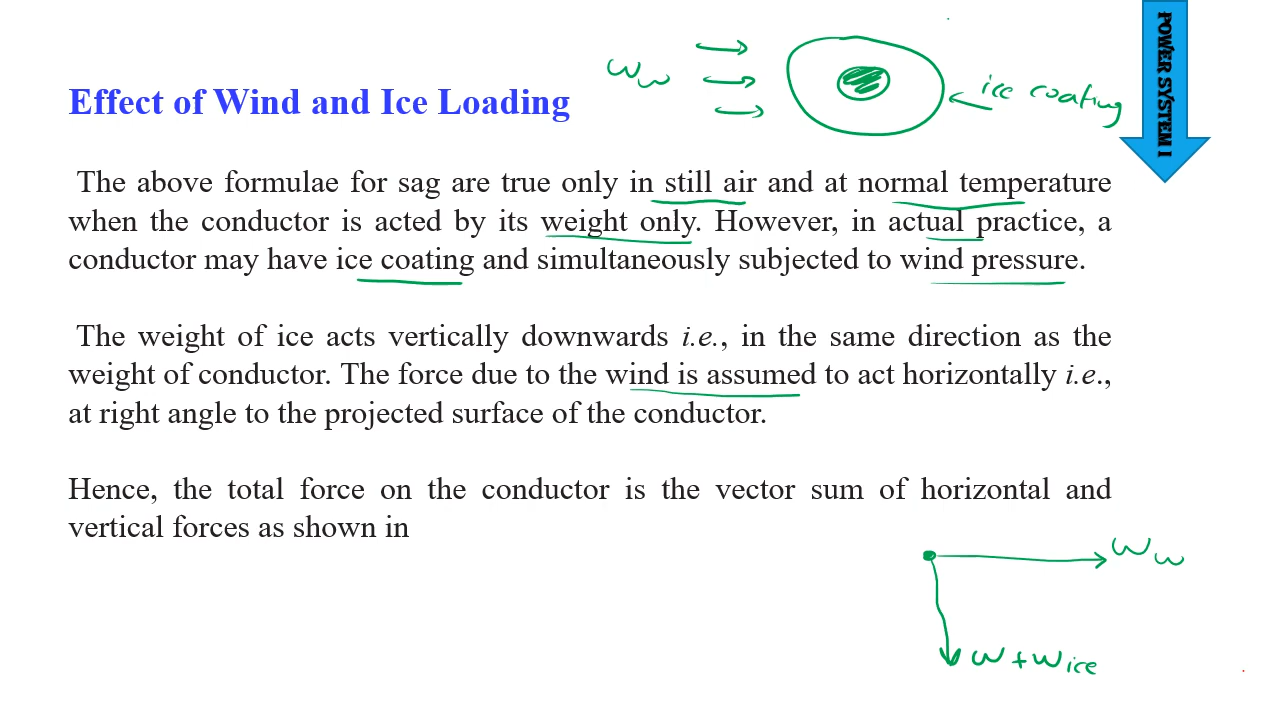 POWER SYSTEM I
w w
ice coating
Effect of Wind and Ice Loading
The above formulae for sag are true only in still air and at normal temperature
when the conductor is acted by its weight only. However, in actual practice, a
conductor may have ice coating and simultaneously subjected to wind pressure.
The weight of ice acts vertically downwards i.e., in the same direction as the
weight of conductor. The force due to the wind is assumed to act horizontally i.e.,
at right angle to the projected surface of the conductor.
Hence, the total force on the conductor is the vector sum of horizontal and
vertical forces as shown in
w w
w + w ice